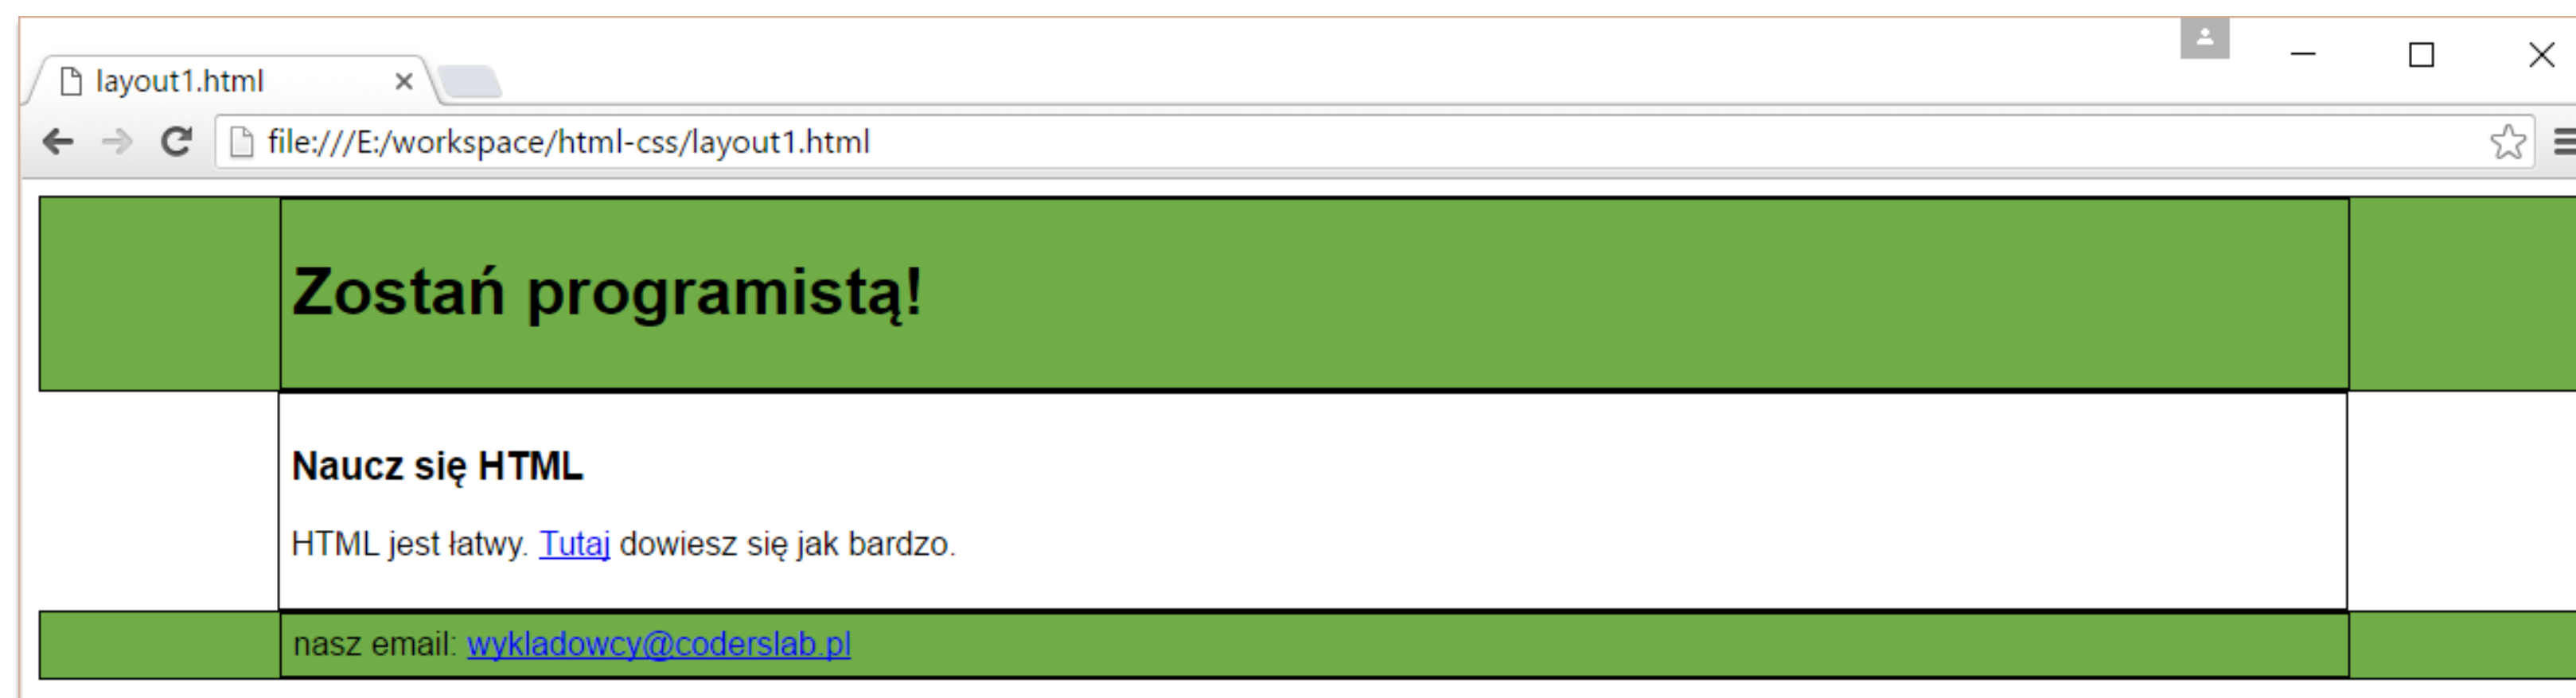 layout1.html
file:///E:/workspace/html-css/layout1.html
Zostań programistą!
Naucz się HTML
HTML jest łatwy. Tutaj dowiesz się jak bardzo.
nasz email: wykladowcy@coderslab.pl